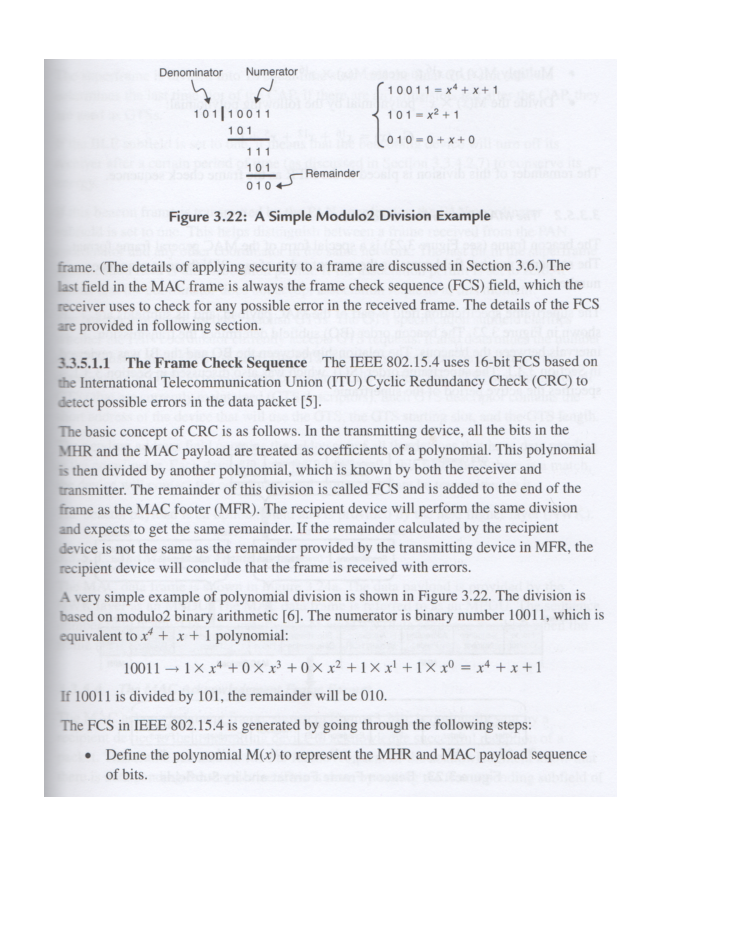 Denominator Numerator
101 10011
101
111
101
010 Remainder
10011 = x⁴ + x + 1
101 = x² + 1
010 = 0 + x + 0
Figure 3.22: A Simple Modulo2 Division Example
frame. (The details of applying security to a frame are discussed in Section 3.6.) The
last field in the MAC frame is always the frame check sequence (FCS) field, which the
receiver uses to check for any possible error in the received frame. The details of the FCS
are provided in following section.
3.3.5.1.1 The Frame Check Sequence The IEEE 802.15.4 uses 16-bit FCS based on
the International Telecommunication Union (ITU) Cyclic Redundancy Check (CRC) to
detect possible errors in the data packet [5].
The basic concept of CRC is as follows. In the transmitting device, all the bits in the
MHR and the MAC payload are treated as coefficients of a polynomial. This polynomial
is then divided by another polynomial, which is known by both the receiver and
transmitter. The remainder of this division is called FCS and is added to the end of the
frame as the MAC footer (MFR). The recipient device will perform the same division
and expects to get the same remainder. If the remainder calculated by the recipient
device is not the same as the remainder provided by the transmitting device in MFR, the
recipient device will conclude that the frame is received with errors.
A very simple example of polynomial division is shown in Figure 3.22. The division is
based on modulo2 binary arithmetic [6]. The numerator is binary number 10011, which is
equivalent to x⁴ + x + 1 polynomial:
10011 → 1 × x⁴ + 0 × x³ + 0 × x² + 1 × x¹ + 1 × x⁰ = x⁴ + x + 1
If 10011 is divided by 101, the remainder will be 010.
The FCS in IEEE 802.15.4 is generated by going through the following steps:
• Define the polynomial M(x) to represent the MHR and MAC payload sequence
of bits.